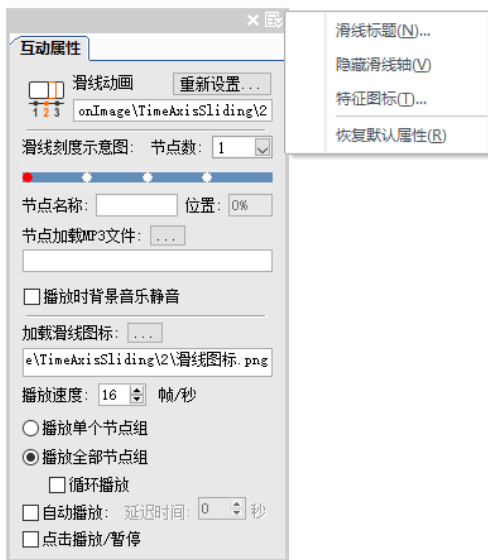 互动属性
滑线动画 重新设置...
1 2 3 onImage\TimeAxisSliding\2
滑线刻度示意图: 节点数: 1
节点名称: 位置: 0%
节点加载MP3文件: ...
播放时背景音乐静音
加载滑线图标: ...
e\TimeAxisSliding\2\滑线图标.png
播放速度: 16 帧/秒
播放单个节点组
播放全部节点组
循环播放
自动播放: 延迟时间: 0 秒
点击播放/暂停
滑线标题(N)...
隐藏滑线轴(V)
特征图标(T)...
恢复默认属性(R)